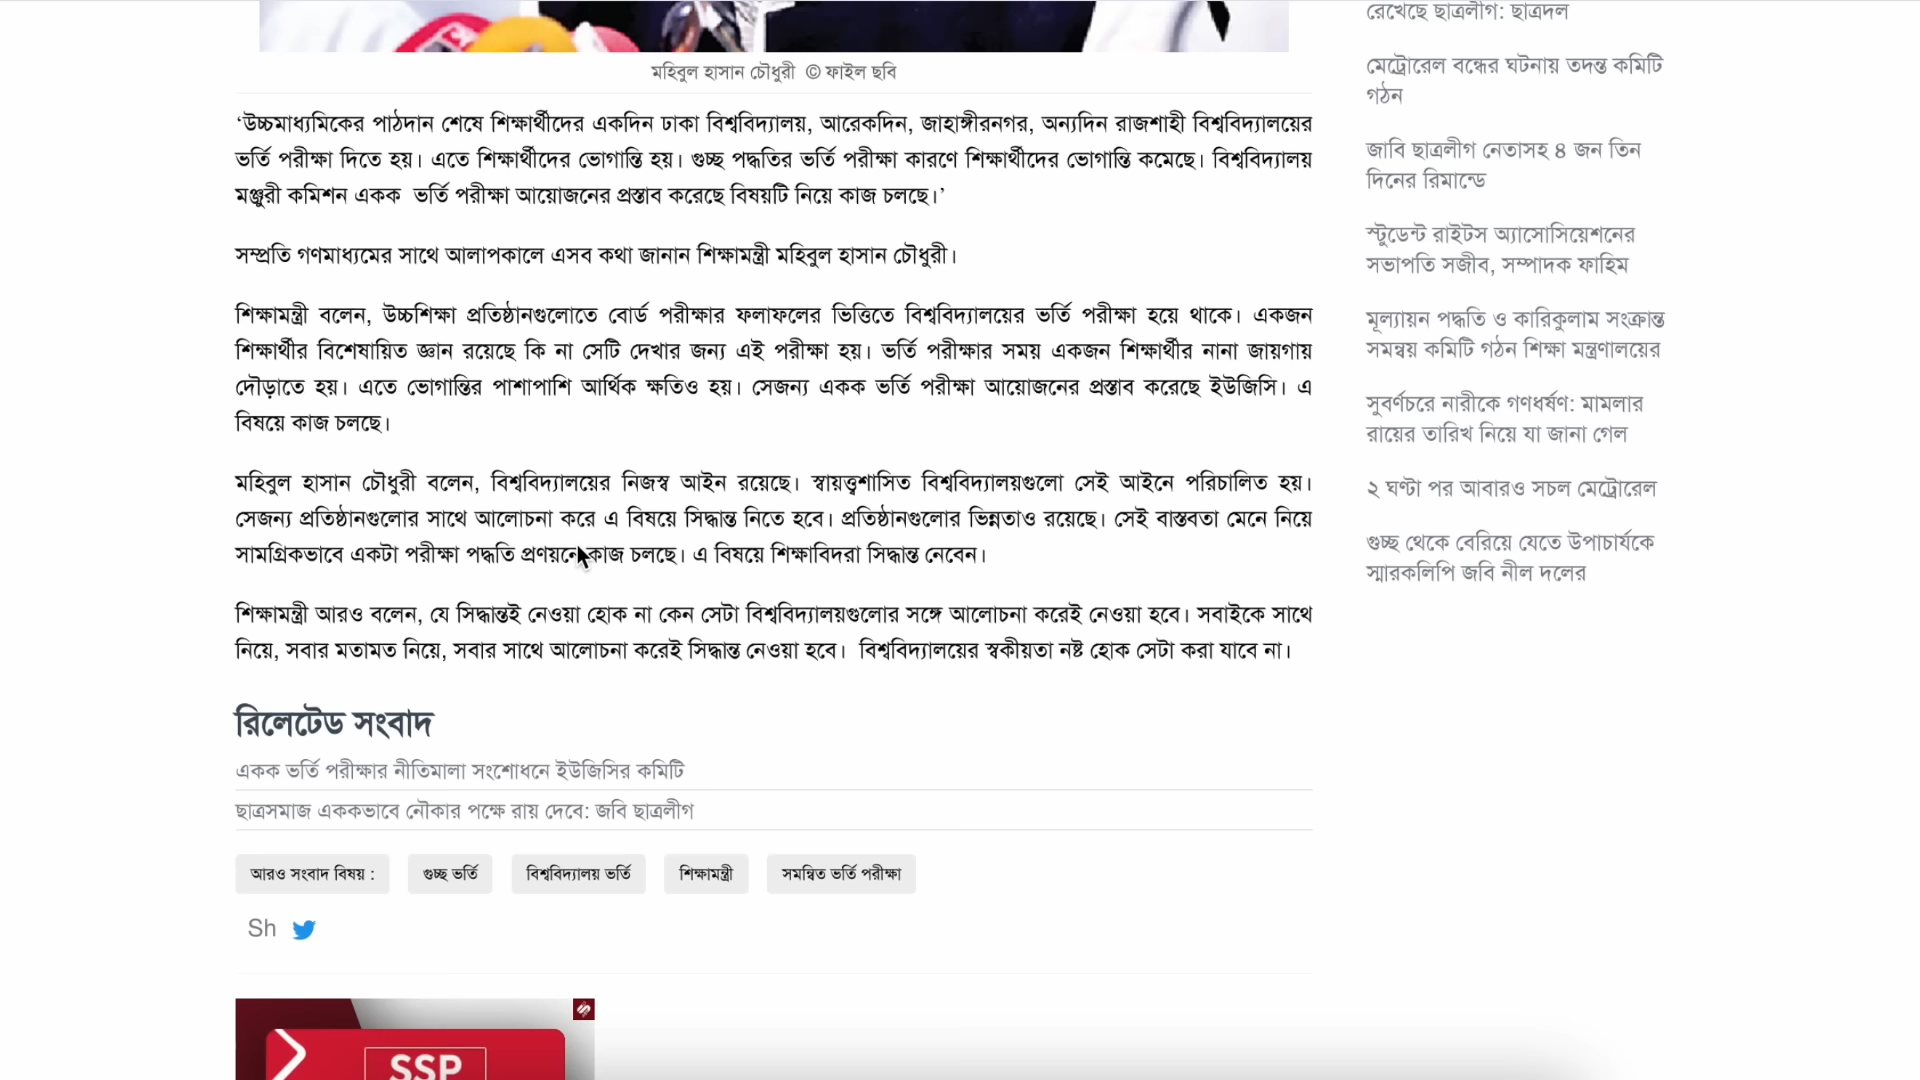 মহিবুল হাসান চৌধুরী © ফাইল ছবি
‘উচ্চমাধ্যমিকের পাঠদান শেষে শিক্ষার্থীদের একদিন ঢাকা বিশ্ববিদ্যালয়, আরেকদিন, জাহাঙ্গীরনগর, অন্যদিন রাজশাহী বিশ্ববিদ্যালয়ের
ভর্তি পরীক্ষা দিতে হয়। এতে শিক্ষার্থীদের ভোগান্তি হয়। গুচ্ছ পদ্ধতির ভর্তি পরীক্ষা কারণে শিক্ষার্থীদের ভোগান্তি কমেছে। বিশ্ববিদ্যালয়
মঞ্জুরী কমিশন একক ভর্তি পরীক্ষা আয়োজনের প্রস্তাব করেছে বিষয়টি নিয়ে কাজ চলছে।’
সম্প্রতি গণমাধ্যমের সাথে আলাপকালে এসব কথা জানান শিক্ষামন্ত্রী মহিবুল হাসান চৌধুরী।
শিক্ষামন্ত্রী বলেন, উচ্চশিক্ষা প্রতিষ্ঠানগুলোতে বোর্ড পরীক্ষার ফলাফলের ভিত্তিতে বিশ্ববিদ্যালয়ের ভর্তি পরীক্ষা হয়ে থাকে। একজন
শিক্ষার্থীর বিশেষায়িত জ্ঞান রয়েছে কি না সেটি দেখার জন্য এই পরীক্ষা হয়। ভর্তি পরীক্ষার সময় একজন শিক্ষার্থীর নানা জায়গায়
দৌড়াতে হয়। এতে ভোগান্তির পাশাপাশি আর্থিক ক্ষতিও হয়। সেজন্য একক ভর্তি পরীক্ষা আয়োজনের প্রস্তাব করেছে ইউজিসি। এ
বিষয়ে কাজ চলছে।
মহিবুল হাসান চৌধুরী বলেন, বিশ্ববিদ্যালয়ের নিজস্ব আইন রয়েছে। স্বায়ত্ত্বশাসিত বিশ্ববিদ্যালয়গুলো সেই আইনে পরিচালিত হয়।
সেজন্য প্রতিষ্ঠানগুলোর সাথে আলোচনা করে এ বিষয়ে সিদ্ধান্ত নিতে হবে। প্রতিষ্ঠানগুলোর ভিন্নতাও রয়েছে। সেই বাস্তবতা মেনে নিয়ে
সামগ্রিকভাবে একটা পরীক্ষা পদ্ধতি প্রণয়নে কাজ চলছে। এ বিষয়ে শিক্ষাবিদরা সিদ্ধান্ত নেবেন।
শিক্ষামন্ত্রী আরও বলেন, যে সিদ্ধান্তই নেওয়া হোক না কেন সেটা বিশ্ববিদ্যালয়গুলোর সঙ্গে আলোচনা করেই নেওয়া হবে। সবাইকে সাথে
নিয়ে, সবার মতামত নিয়ে, সবার সাথে আলোচনা করেই সিদ্ধান্ত নেওয়া হবে। বিশ্ববিদ্যালয়ের স্বকীয়তা নষ্ট হোক সেটা করা যাবে না।
রিলেটেড সংবাদ
একক ভর্তি পরীক্ষার নীতিমালা সংশোধনে ইউজিসির কমিটি
ছাত্রসমাজ এককভাবে নৌকার পক্ষে রায় দেবে: জবি ছাত্রলীগ
আরও সংবাদ বিষয় : গুচ্ছ ভর্তি বিশ্ববিদ্যালয় ভর্তি শিক্ষামন্ত্রী সমন্বিত ভর্তি পরীক্ষা
Sh
SSP
রেখেছে ছাত্রলীগ: ছাত্রদল
মেট্রোরেল বন্ধের ঘটনায় তদন্ত কমিটি
গঠন
জাবি ছাত্রলীগ নেতাসহ ৪ জন তিন
দিনের রিমান্ডে
স্টুডেন্ট রাইটস অ্যাসোসিয়েশনের
সভাপতি সজীব, সম্পাদক ফাহিম
মূল্যায়ন পদ্ধতি ও কারিকুলাম সংক্রান্ত
সমন্বয় কমিটি গঠন শিক্ষা মন্ত্রণালয়ের
সুবর্ণচরে নারীকে গণধর্ষণ: মামলার
রায়ের তারিখ নিয়ে যা জানা গেল
২ ঘণ্টা পর আবারও সচল মেট্রোরেল
গুচ্ছ থেকে বেরিয়ে যেতে উপাচার্যকে
স্মারকলিপি জবি নীল দলের